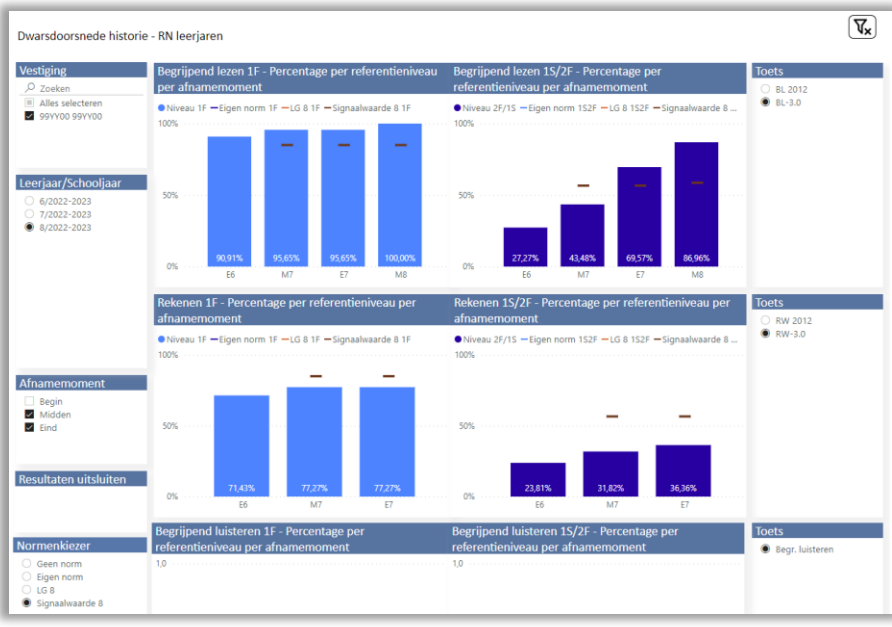 Dwarsdoorsnede historie - RN leerjaren
Vestiging
Zoeken
Alles selecteren
99YY00 99YY00
Leerjaar/Schooljaar
6/2022-2023
7/2022-2023
8/2022-2023
Afnamemoment
Begin
Midden
Eind
Resultaten uitsluiten
Normenkiezer
Geen norm
Eigen norm
LG 8
Signaalwaarde 8
Begrijpend lezen 1F - Percentage per referentieniveau
per afnamemoment
Niveau 1F Eigen norm 1F LG 8 1F Signaalwaarde 8 1F
100%
50%
0%
90,91% 95,65% 95,65% 100,00%
E6 M7 E7 M8
Begrijpend lezen 1S/2F - Percentage per
referentieniveau per afnamemoment
Niveau 2F/1S Eigen norm 1S2F LG 8 1S2F Signaalwaarde 8 ...
100%
50%
0%
27,27% 43,48% 69,57% 86,96%
E6 M7 E7 M8
Toets
BL 2012
BL-3.0
Rekenen 1F - Percentage per referentieniveau per
afnamemoment
Niveau 1F Eigen norm 1F LG 8 1F Signaalwaarde 8 1F
100%
50%
0%
71,43% 77,27% 77,27%
E6 M7 E7
Rekenen 1S/2F - Percentage per referentieniveau per
afnamemoment
Niveau 2F/1S Eigen norm 1S2F LG 8 1S2F Signaalwaarde 8 ...
100%
50%
0%
23,81% 31,82% 36,36%
E6 M7 E7
Toets
RW 2012
RW-3.0
Begrijpend luisteren 1F - Percentage per
referentieniveau per afnamemoment
1,0
Begrijpend luisteren 1S/2F - Percentage per
referentieniveau per afnamemoment
1,0
Toets
Begr. luisteren